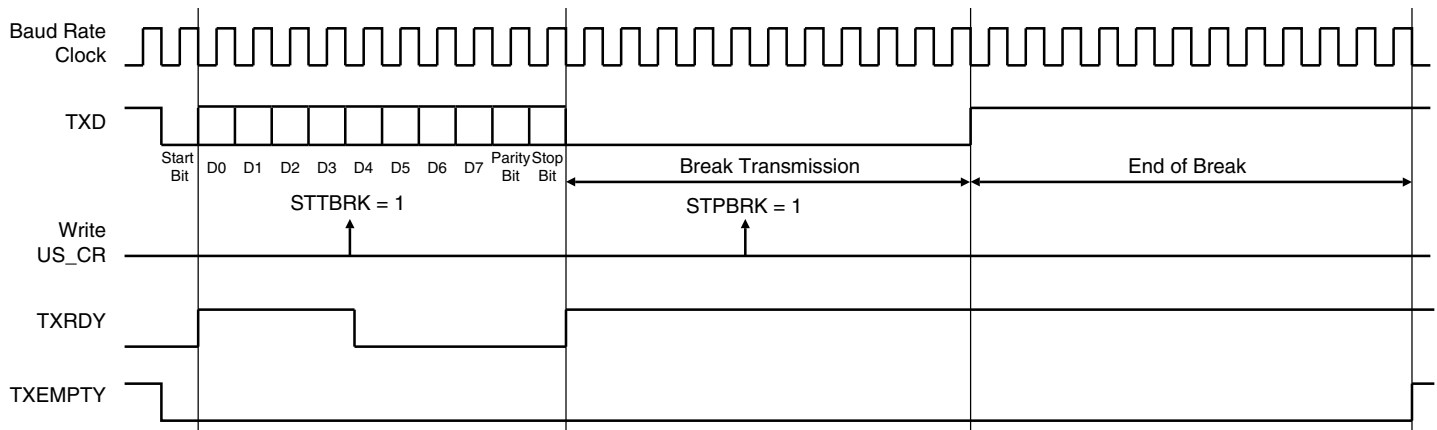 Baud Rate
Clock
TXD
Start
Bit
D0 D1 D2 D3 D4 D5 D6 D7
Parity
Bit
Stop
Bit
Break Transmission
End of Break
STTBRK = 1
STPBRK = 1
Write
US_CR
TXRDY
TXEMPTY